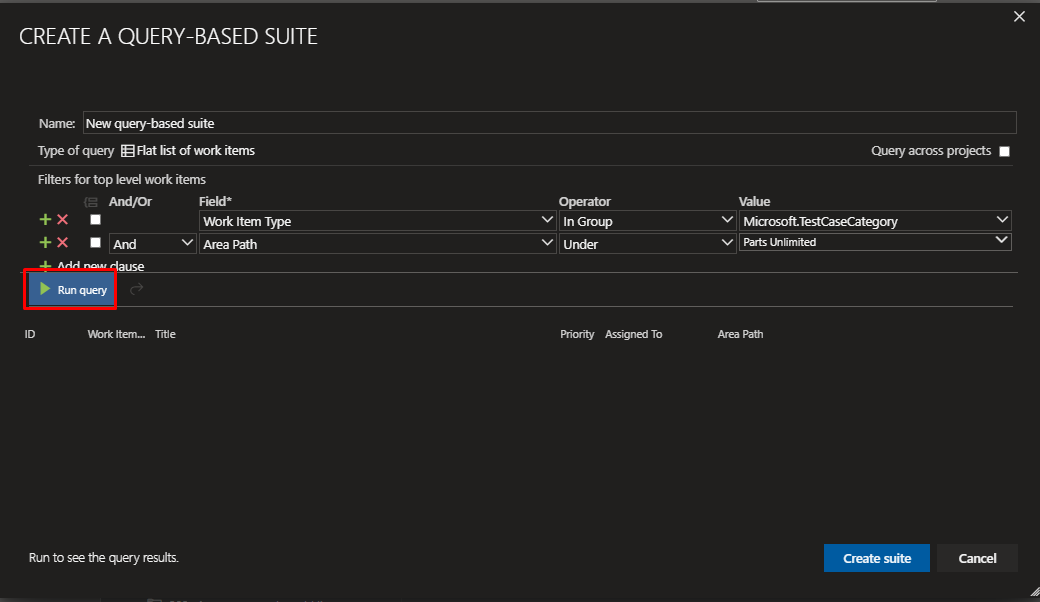 CREATE A QUERY-BASED SUITE
Name: New query-based suite
Type of query Flat list of work items Query across projects
Filters for top level work items
And/Or Field* Operator Value
Work Item Type In Group Microsoft.TestCaseCategory
And Area Path Under Parts Unlimited
Add new clause
Run query
ID Work Item... Title Priority Assigned To Area Path
Run to see the query results.
Create suite Cancel